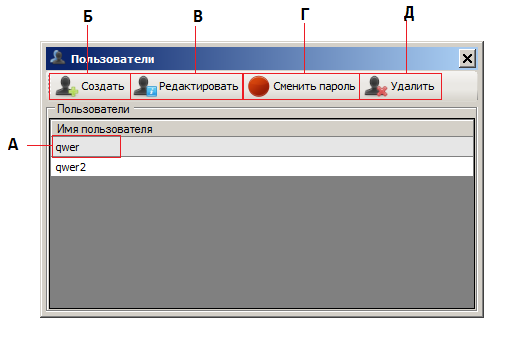 Б В Г Д
Пользователи
Создать Редактировать Сменить пароль Удалить
Пользователи
Имя пользователя
А qwer
qwer2